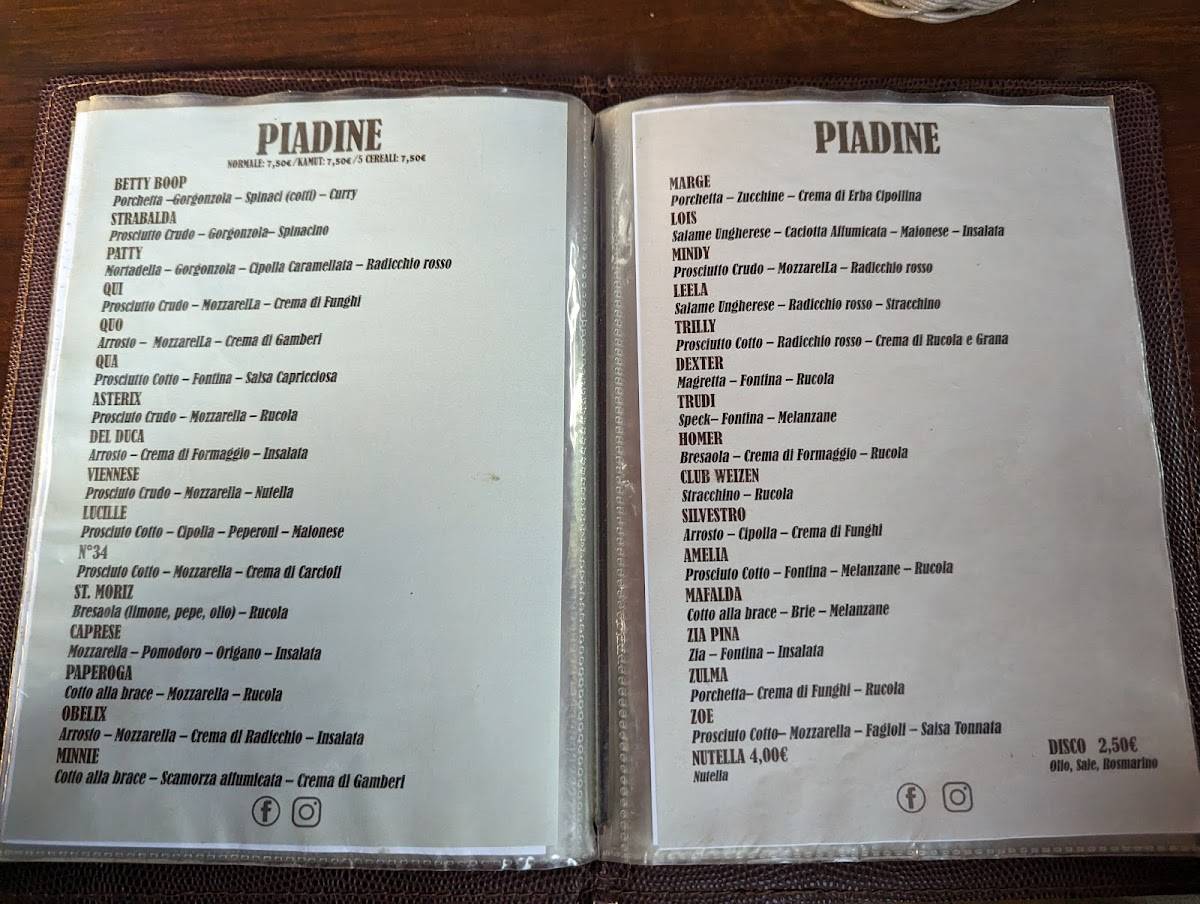 PIADINE
NORMALE: 7,50€/KAMUT: 7,50€/5 CEREALI: 7,50€
BETTY BOOP
Porchetta –Gorgonzola – Spinaci (cotti) – Curry
STRABALDA
Prosciutto Crudo – Gorgonzola– Spinacino
PATTY
Mortadella – Gorgonzola – Cipolla Caramellata – Radicchio rosso
QUI
Prosciutto Crudo – MozzarelLa – Crema di Funghi
QUO
Arrosto – MozzarelLa – Crema di Gamberi
QUA
Prosciutto Cotto – Fontina – Salsa Capricciosa
ASTERIX
Prosciuto Crudo – Mozzarella – Rucola
DEL DUCA
Arrosto – Crema di Formaggio – Insalata
VIENNESE
Prosciuto Crudo – Mozzarella – Nutella
LUCILLE
Prosciuto Cotto – Cipolla – Peperoni – Maionese
N°34
Prosciuto Cotto – Mozzarella – Crema di Carciofi
ST. MORIZ
Bresaola (limone, pepe, olio) – Rucola
CAPRESE
Mozzarella – Pomodoro – Origano – Insalata
PAPEROGA
Cotto alla brace – Mozzarella – Rucola
OBELIX
Arrosto – Mozzarella – Crema di Radicchio – Insalata
MINNIE
Cotto alla brace – Scamorza affumicata – Crema di Gamberi
PIADINE
MARGE
Porchetta – Zucchine – Crema di Erba Cipollina
LOIS
Salame Ungherese – Caciotta Affumicata – Maionese – Insalata
MINDY
Prosciutto Crudo – MozzarelLa – Radicchio rosso
LEELA
Salame Ungherese – Radicchio rosso – Stracchino
TRILLY
Prosciutto Cotto – Radicchio rosso – Crema di Rucola e Grana
DEXTER
Magretta – Fontina – Rucola
TRUDI
Speck– Fontina – Melanzane
HOMER
Bresaola – Crema di Formaggio – Rucola
CLUB WEIZEN
Stracchino – Rucola
SILVESTRO
Arrosto – Cipolla – Crema di Funghi
AMELIA
Prosciuto Cotto – Fontina – Melanzane – Rucola
MAFALDA
Cotto alla brace – Brie – Melanzane
ZIA PINA
Zia – Fontina – Insalata
ZULMA
Porchetta– Crema di Funghi – Rucola
ZOE
Prosciuto Cotto– Mozzarella – Fagioli – Salsa Tonnata
NUTELLA 4,00€
Nutella
DISCO 2,50€
Olio, Sale, Rosmarino